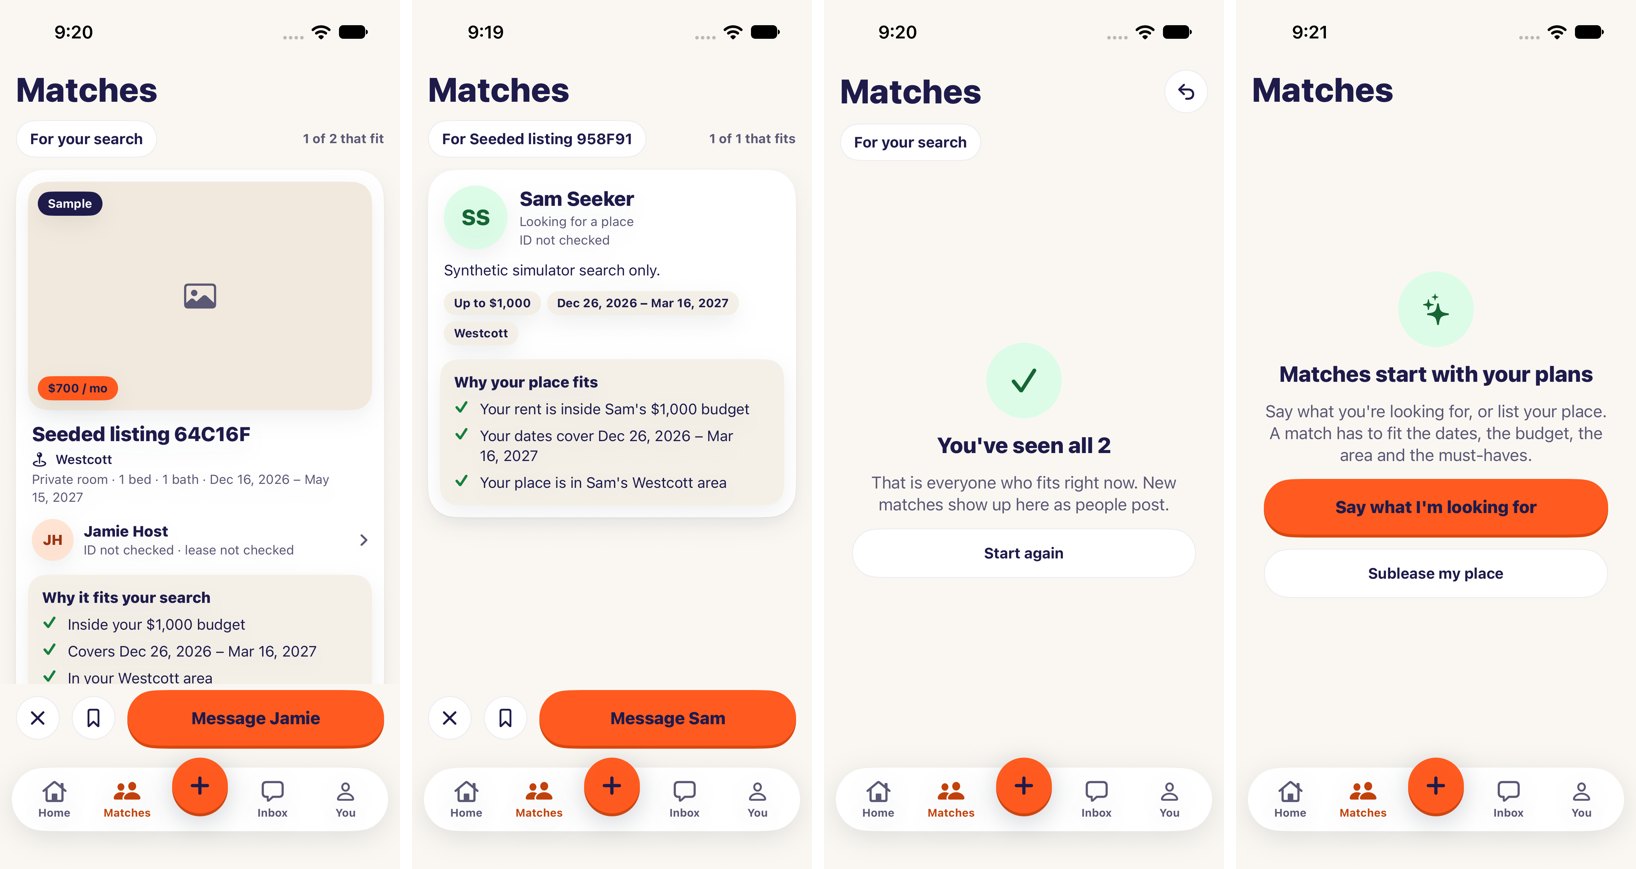 9:20
Matches
For your search
1 of 2 that fit
Sample
$700 / mo
Seeded listing 64C16F
Westcott
Private room · 1 bed · 1 bath · Dec 16, 2026 – May
15, 2027
JH
Jamie Host
ID not checked · lease not checked
Why it fits your search
Inside your $1,000 budget
Covers Dec 26, 2026 – Mar 16, 2027
In your Westcott area
Message Jamie
Home
Matches
Inbox
You
9:19
Matches
For Seeded listing 958F91
1 of 1 that fits
SS
Sam Seeker
Looking for a place
ID not checked
Synthetic simulator search only.
Up to $1,000
Dec 26, 2026 – Mar 16, 2027
Westcott
Why your place fits
Your rent is inside Sam's $1,000 budget
Your dates cover Dec 26, 2026 – Mar
16, 2027
Your place is in Sam's Westcott area
Message Sam
Home
Matches
Inbox
You
9:20
Matches
For your search
You've seen all 2
That is everyone who fits right now. New
matches show up here as people post.
Start again
Home
Matches
Inbox
You
9:21
Matches
Matches start with your plans
Say what you're looking for, or list your place.
A match has to fit the dates, the budget, the
area and the must-haves.
Say what I'm looking for
Sublease my place
Home
Matches
Inbox
You